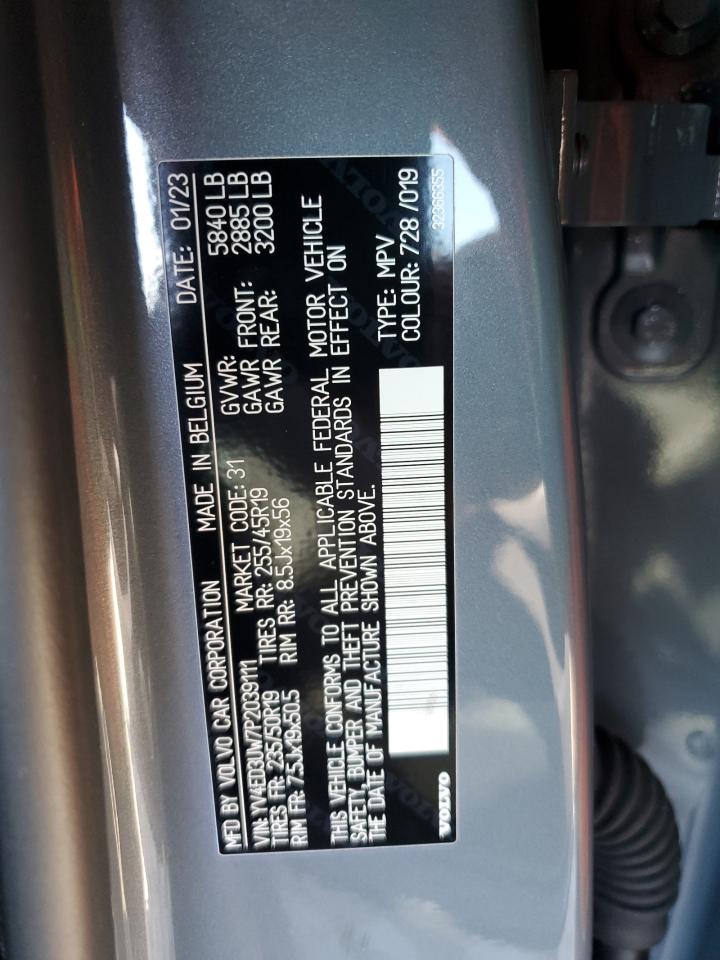 MFD BY VOLVO CAR CORPORATION MADE IN BELGIUM DATE: 01/23
VIN: YV4ED3UW7P2039111 MARKET CODE: 31 GVWR: 5840 LB
TIRES FR: 235/50R19 TIRES RR: 255/45R19 GAWR FRONT: 2885 LB
RIM FR: 7.5Jx19x50.5 RIM RR: 8.5Jx19x56 GAWR REAR: 3200 LB
THIS VEHICLE CONFORMS TO ALL APPLICABLE FEDERAL MOTOR VEHICLE
SAFETY, BUMPER AND THEFT PREVENTION STANDARDS IN EFFECT ON
THE DATE OF MANUFACTURE SHOWN ABOVE.
TYPE: MPV
COLOUR: 728 /019
VOLVO
32366355